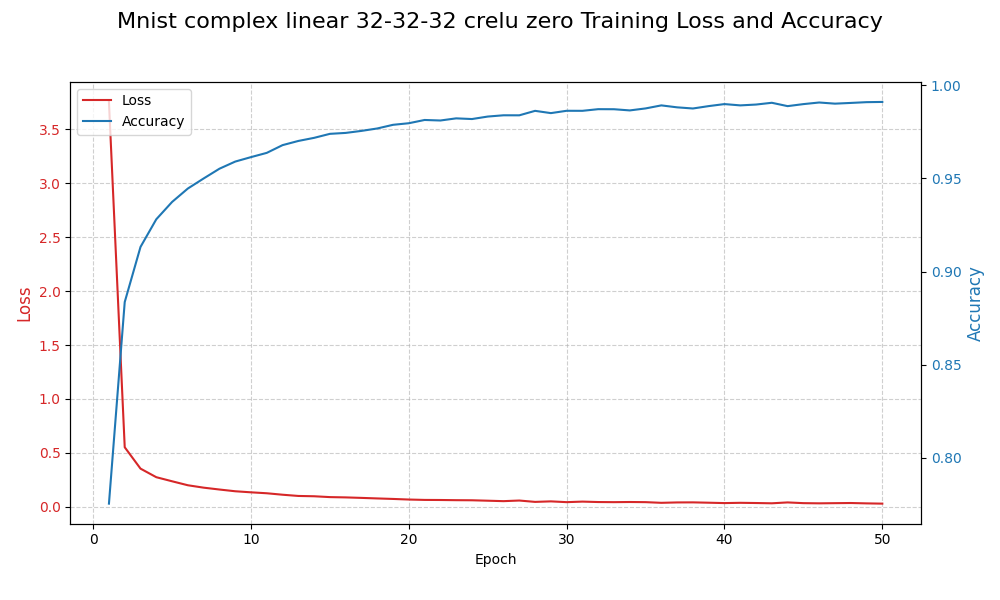 Mnist complex linear 32-32-32 crelu zero Training Loss and Accuracy
Loss
Accuracy
3.5
3.0
2.5
2.0
1.5
1.0
0.5
0.0
Loss
1.00
0.95
0.90
0.85
0.80
Accuracy
0 10 20 30 40 50
Epoch